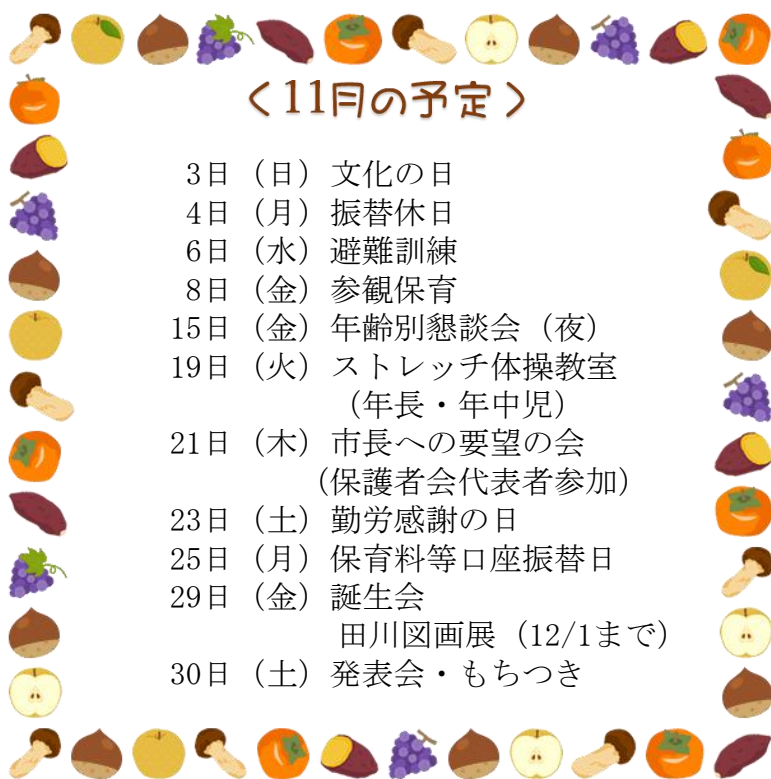 ＜11月の予定＞
3日（日）文化の日
4日（月）振替休日
6日（水）避難訓練
8日（金）参観保育
15日（金）年齢別懇談会（夜）
19日（火）ストレッチ体操教室
（年長・年中児）
21日（木）市長への要望の会
（保護者会代表者参加）
23日（土）勤労感謝の日
25日（月）保育料等口座振替日
29日（金）誕生会
田川図画展（12/1まで）
30日（土）発表会・もちつき